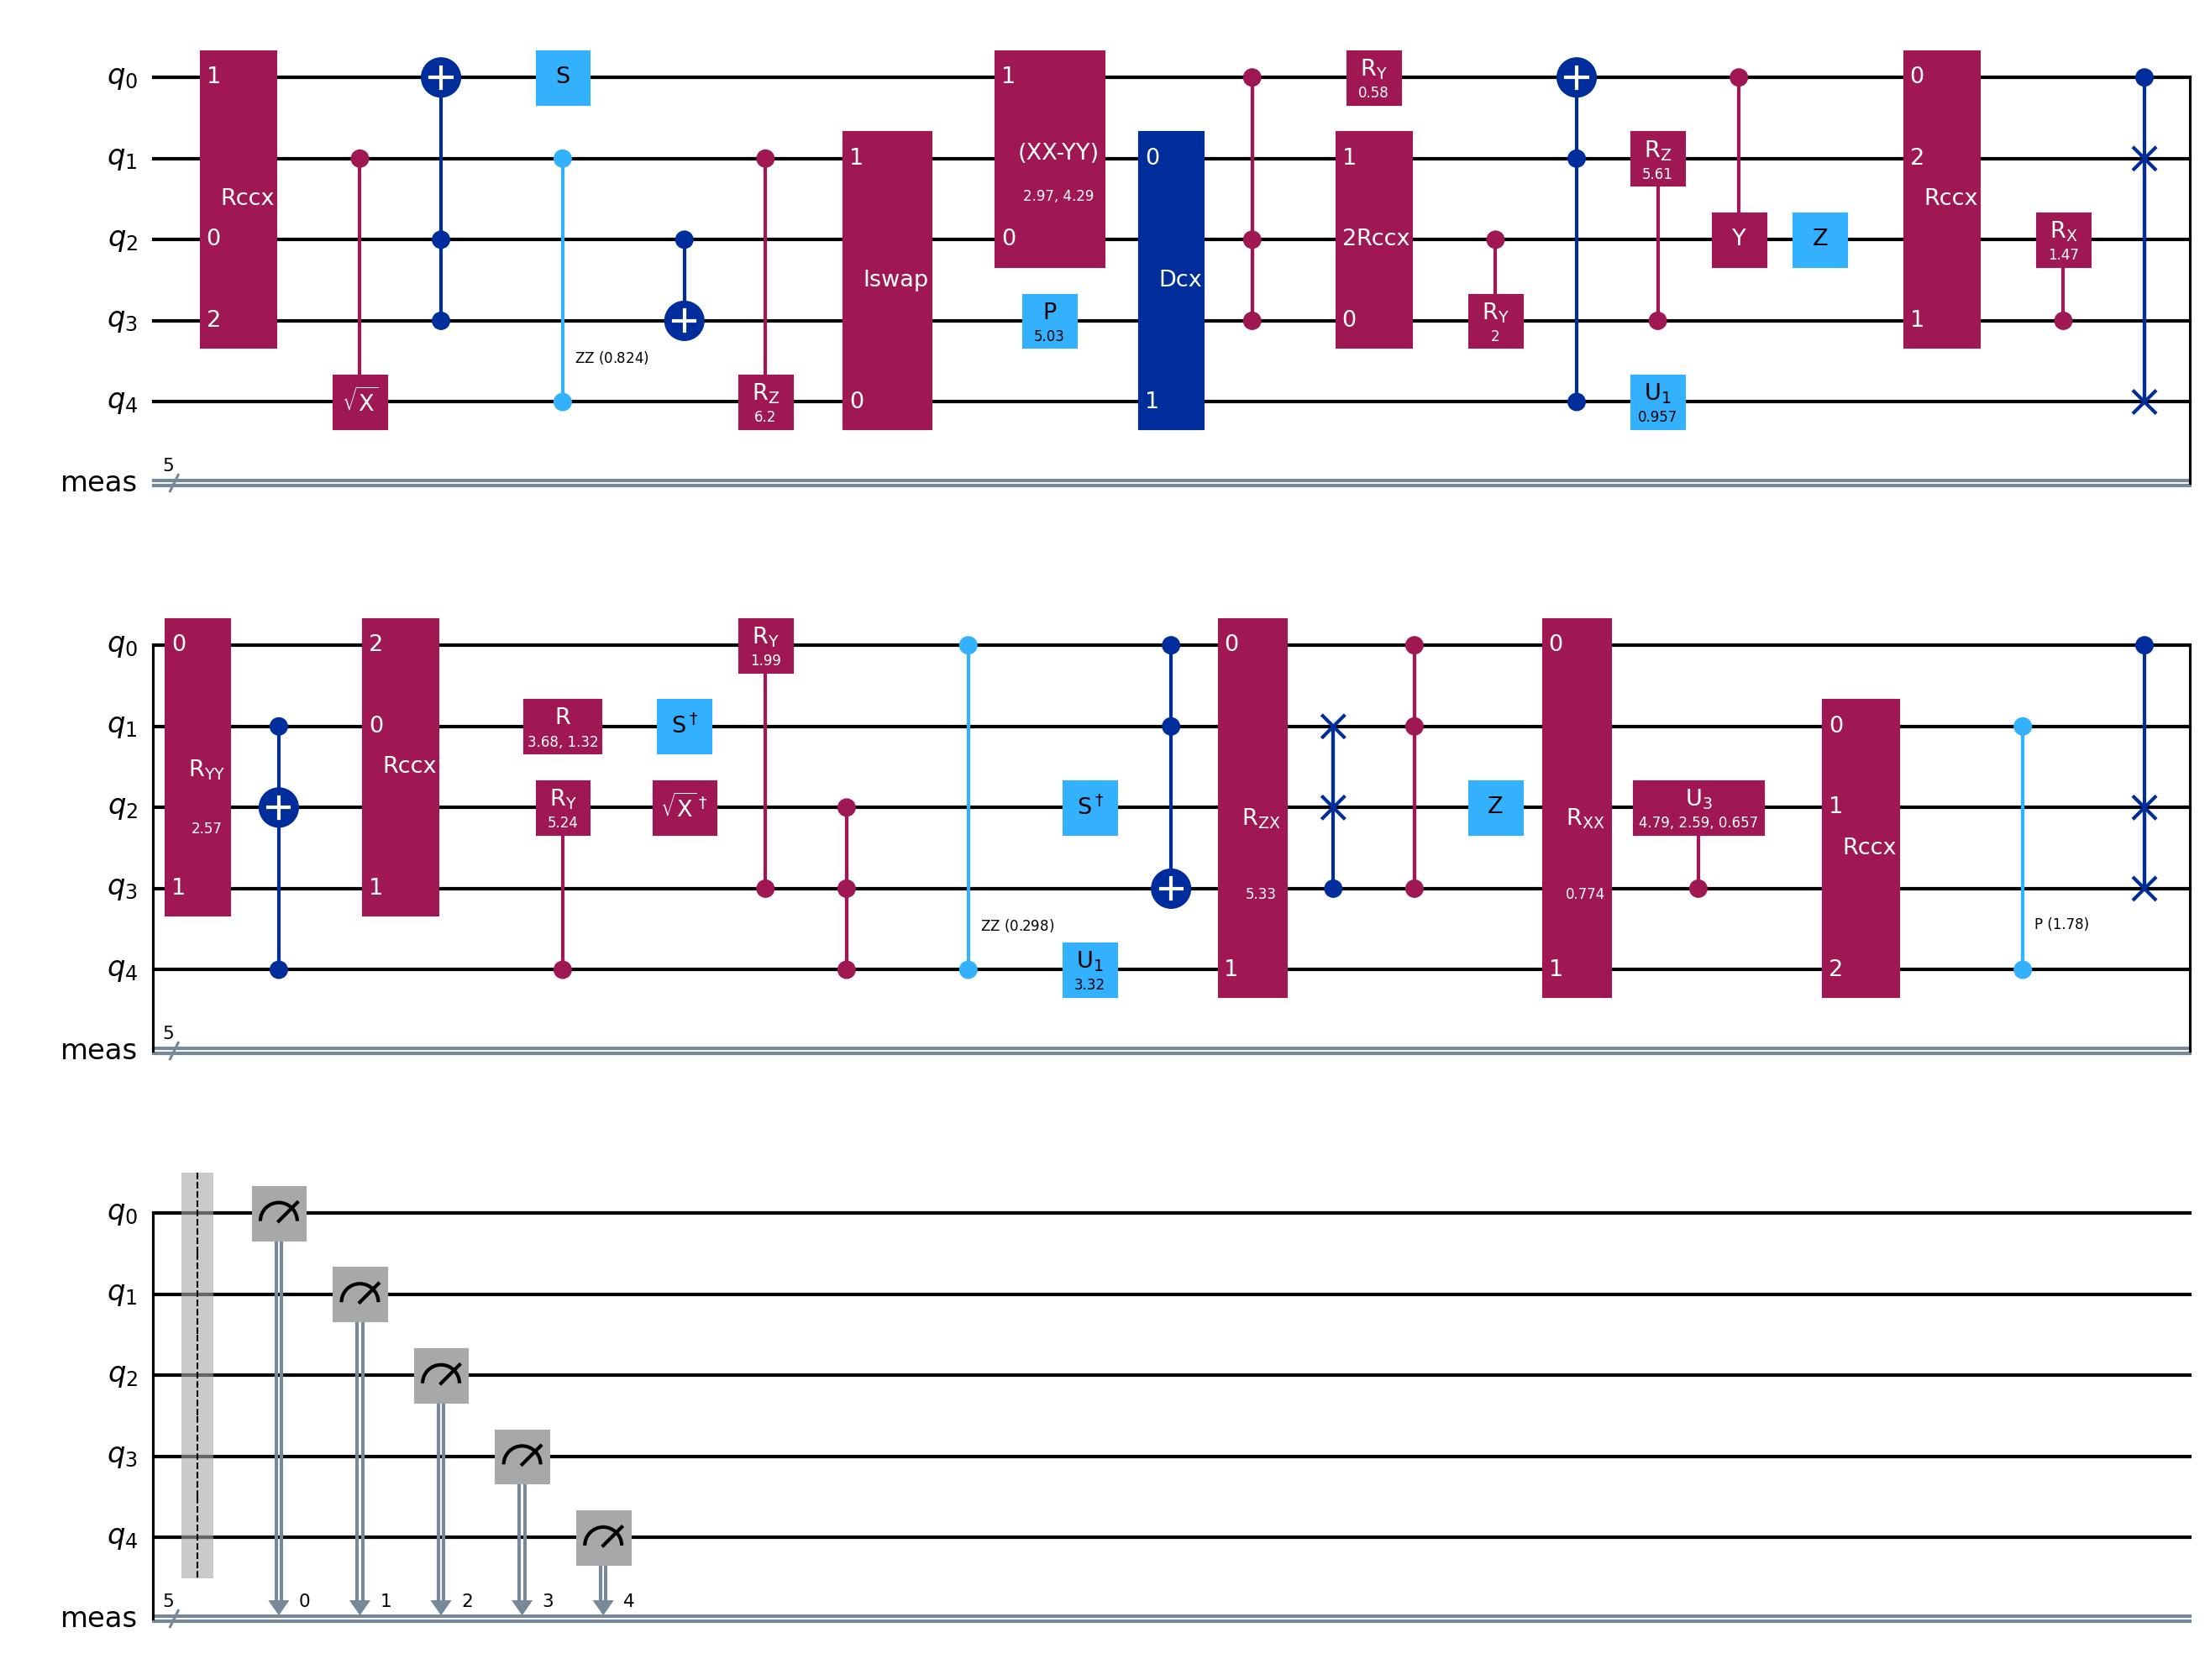 q0 1 S 1 RY 0.58 0
q1 1 (XX-YY) 2.97, 4.29 0 1 RZ 5.61 2
Rccx Rccx
q2 0 0 2Rccx Y Z RX 1.47
Iswap Dcx
q3 2 P 5.03 0 RY 2 1
ZZ (0.824)
q4 √X RZ 6.2 0 1 U1 0.957
5
meas
q0 0 2 RY 1.99 0 0
q1 0 R 3.68, 1.32 S† 0
RYY 2.57 Rccx
q2 RY 5.24 √X† S† RZX Z RXX U3 4.79, 2.59, 0.657 1
Rccx
q3 1 1 5.33 0.774
ZZ (0.298) P (1.78)
q4 U1 3.32 1 1 2
5
meas
q0
q1
q2
q3
q4
5 0 1 2 3 4
meas